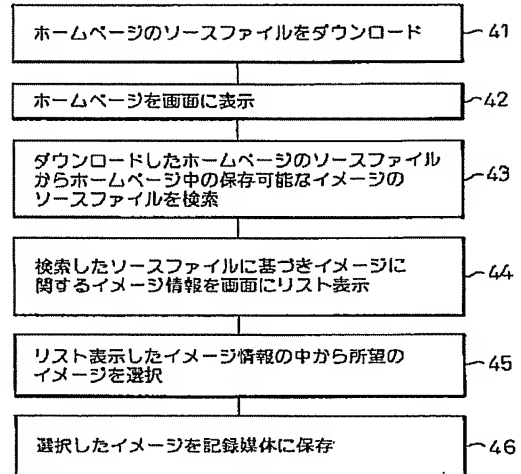 ホームページのソースファイルをダウンロード 41
ホームページを画面に表示 42
ダウンロードしたホームページのソースファイル
からホームページ中の保存可能なイメージの
ソースファイルを検索 43
検索したソースファイルに基づきイメージに
関するイメージ情報を画面にリスト表示 44
リスト表示したイメージ情報の中から所望の
イメージを選択 45
選択したイメージを記録媒体に保存 46